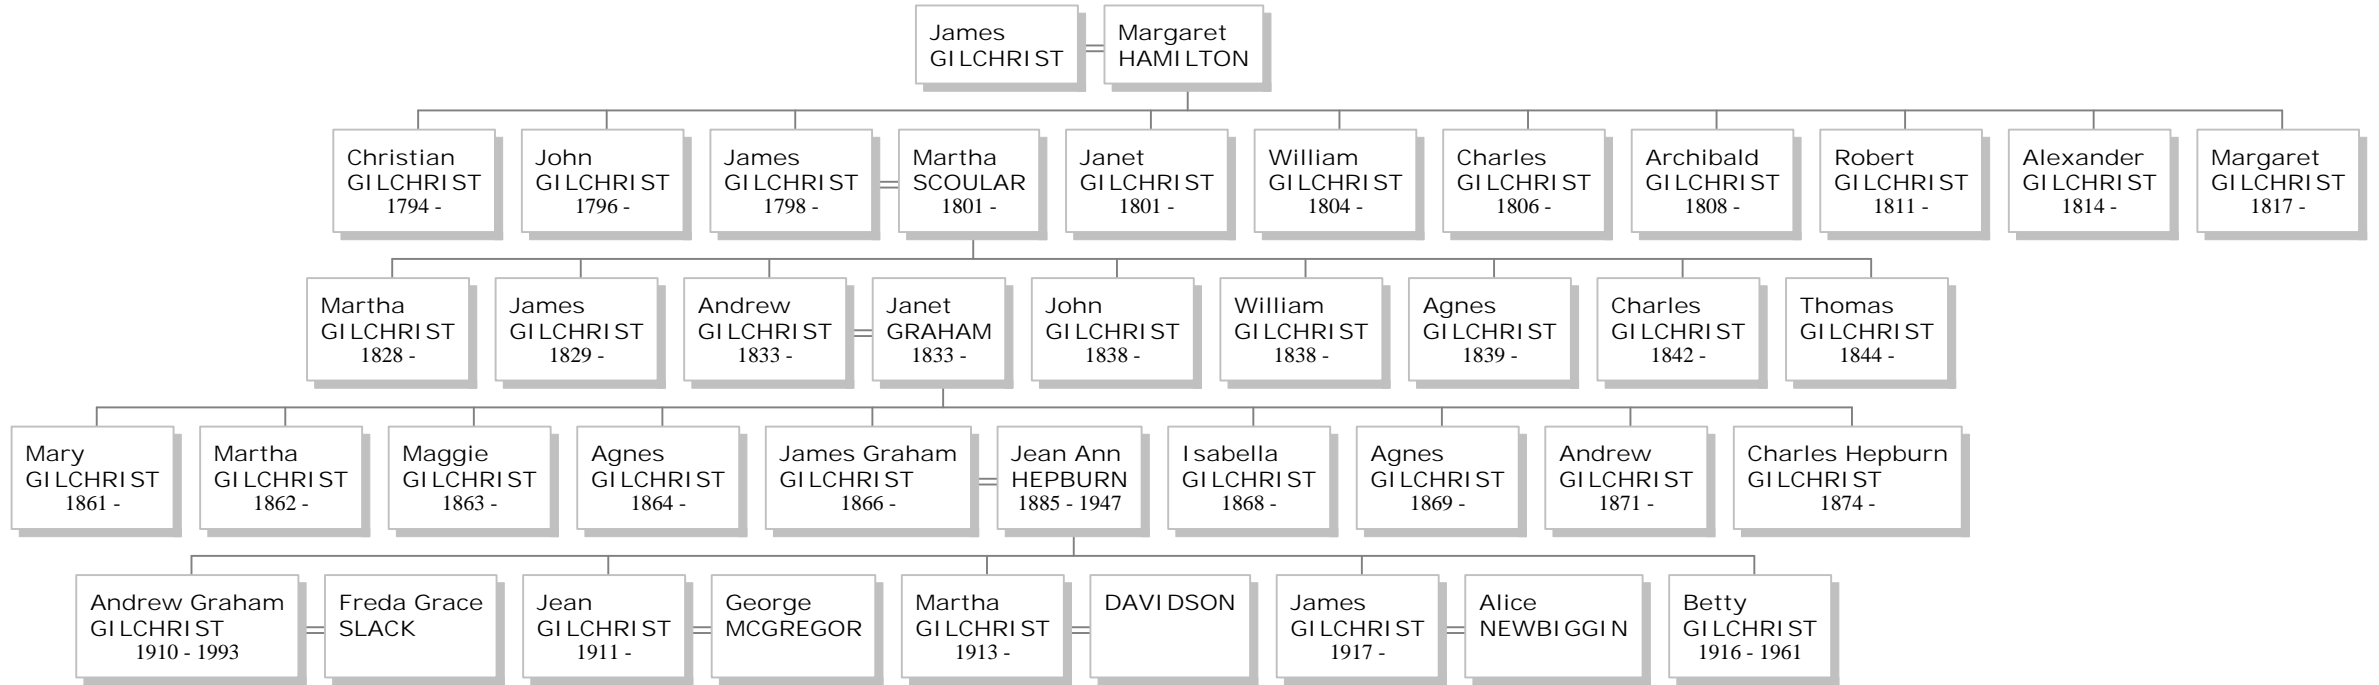 James
GILCHRIST
Margaret
HAMILTON
Christian
GILCHRIST
1794 -
John
GILCHRIST
1796 -
James
GILCHRIST
1798 -
Martha
SCOULAR
1801 -
Janet
GILCHRIST
1801 -
William
GILCHRIST
1804 -
Charles
GILCHRIST
1806 -
Archibald
GILCHRIST
1808 -
Robert
GILCHRIST
1811 -
Alexander
GILCHRIST
1814 -
Margaret
GILCHRIST
1817 -
Martha
GILCHRIST
1828 -
James
GILCHRIST
1829 -
Andrew
GILCHRIST
1833 -
Janet
GRAHAM
1833 -
John
GILCHRIST
1838 -
William
GILCHRIST
1838 -
Agnes
GILCHRIST
1839 -
Charles
GILCHRIST
1842 -
Thomas
GILCHRIST
1844 -
Mary
GILCHRIST
1861 -
Martha
GILCHRIST
1862 -
Maggie
GILCHRIST
1863 -
Agnes
GILCHRIST
1864 -
James Graham
GILCHRIST
1866 -
Jean Ann
HEPBURN
1885 - 1947
Isabella
GILCHRIST
1868 -
Agnes
GILCHRIST
1869 -
Andrew
GILCHRIST
1871 -
Charles Hepburn
GILCHRIST
1874 -
Andrew Graham
GILCHRIST
1910 - 1993
Freda Grace
SLACK
Jean
GILCHRIST
1911 -
George
MCGREGOR
Martha
GILCHRIST
1913 -
DAVIDSON
James
GILCHRIST
1917 -
Alice
NEWBIGGIN
Betty
GILCHRIST
1916 - 1961